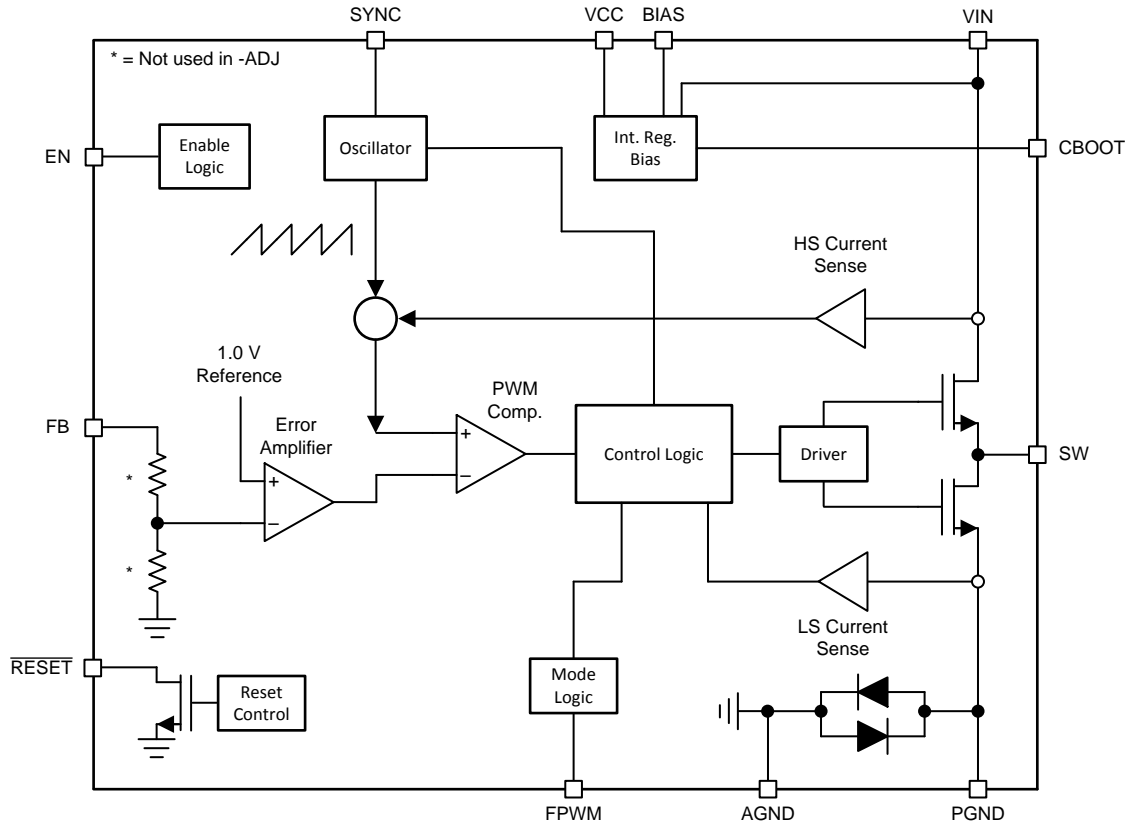 SYNC
VCC
BIAS
VIN
* = Not used in -ADJ
EN
Enable
Logic
Oscillator
Int. Reg.
Bias
CBOOT
HS Current
Sense
1.0 V
Reference
PWM
Comp.
FB
Error
Amplifier
+
−
+
−
Control Logic
Driver
SW
*
*
LS Current
Sense
RESET
Reset
Control
Mode
Logic
FPWM
AGND
PGND